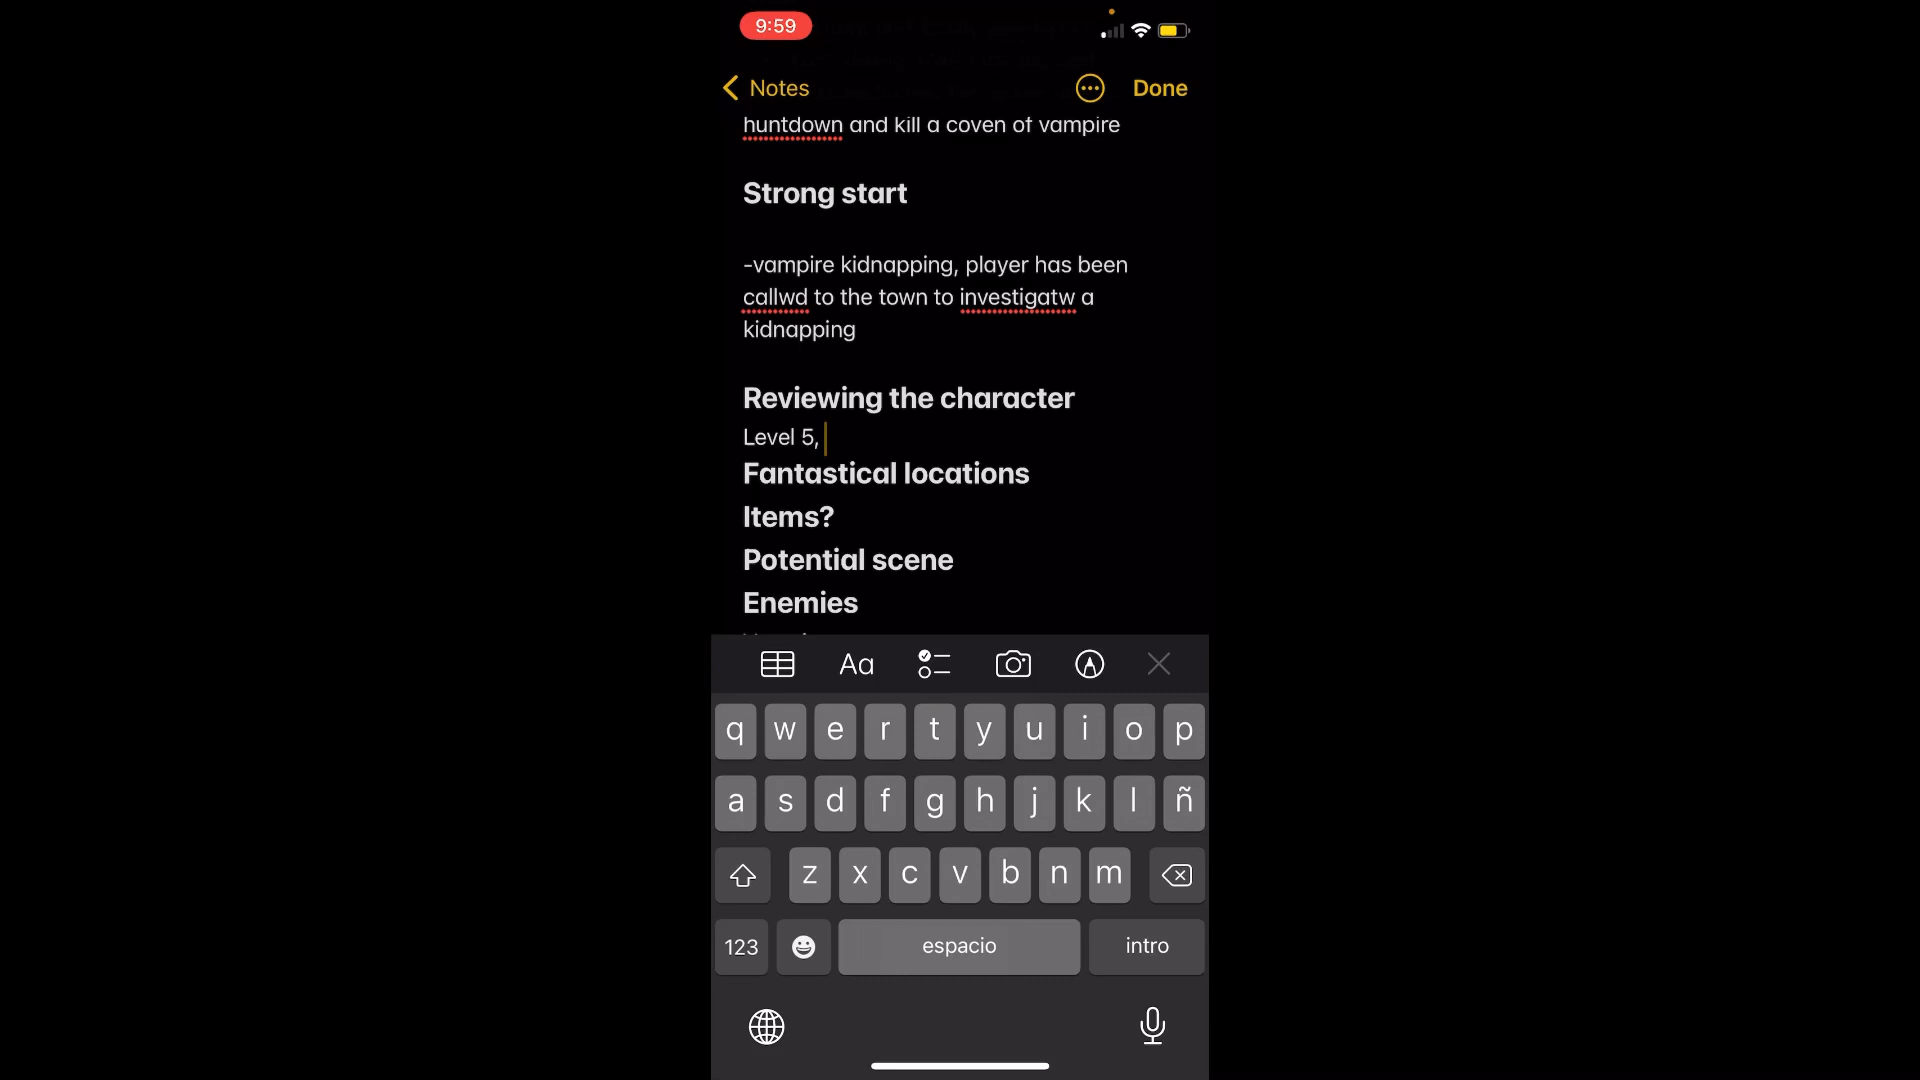 9:59
Notes
Done
huntdown and kill a coven of vampire
Strong start
-vampire kidnapping, player has been
callwd to the town to investigatw a
kidnapping
Reviewing the character
Level 5,
Fantastical locations
Items?
Potential scene
Enemies
Aa
q w e r t y u i o p
a s d f g h j k l ñ
z x c v b n m
123
espacio
intro